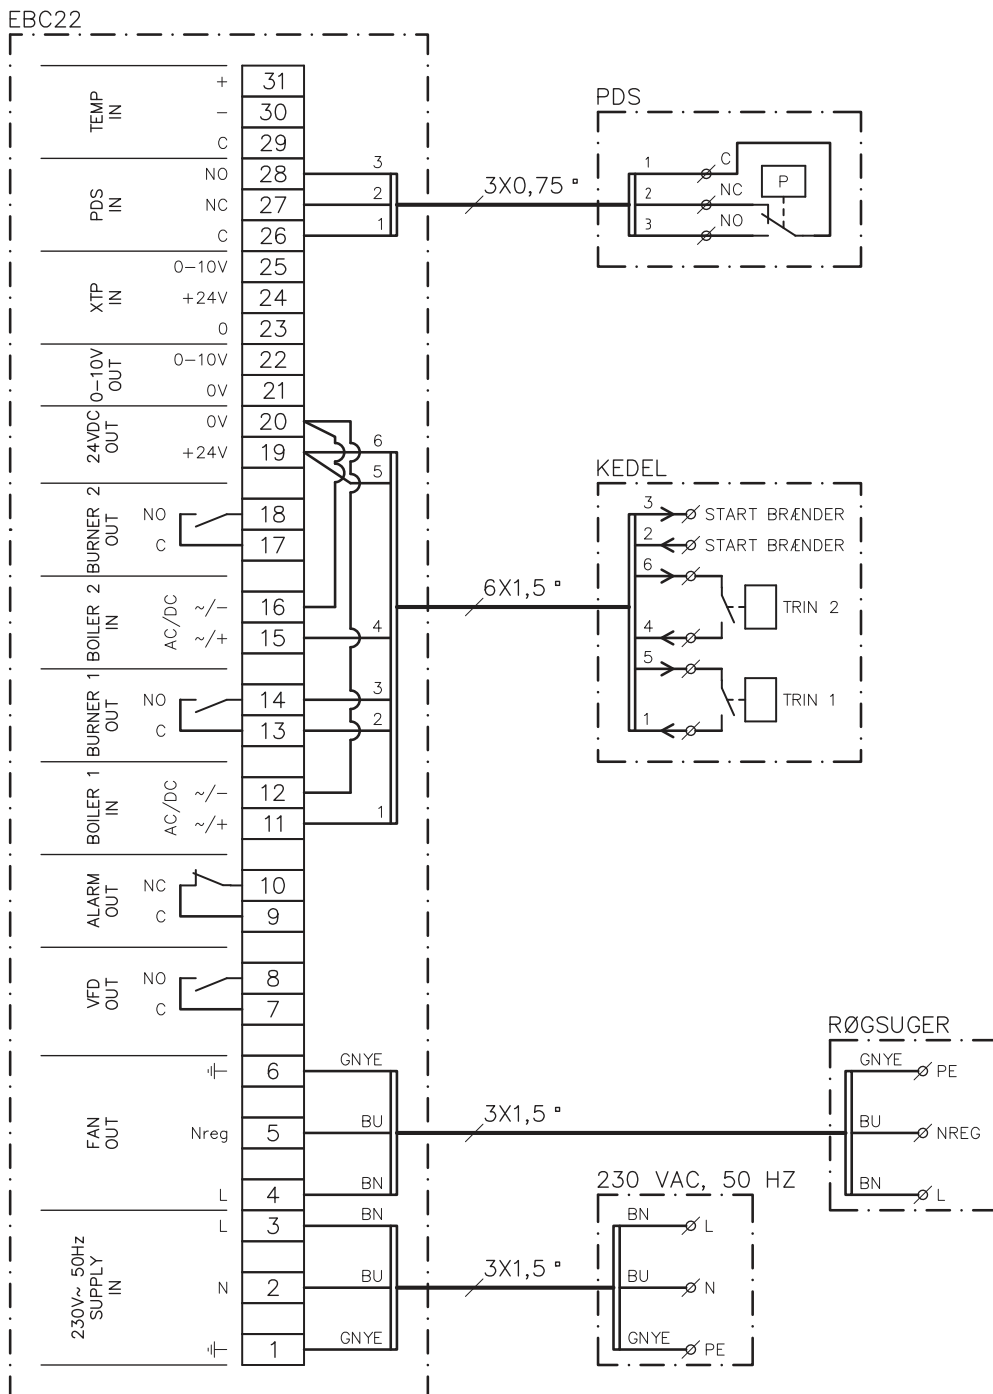 EBC22
TEMP IN
+ 31
− 30
C 29
PDS IN
NO 28 3
NC 27 2
C 26 1
3X0,75 ▫
PDS
1 C
2 NC
3 NO
P
XTP IN
0−10V 25
+24V 24
0 23
0−10V OUT
0−10V 22
0V 21
24VDC OUT
0V 20
+24V 19 6
5
BURNER 2 OUT
NO 18
C 17
BOILER 2 IN
AC/DC
~/− 16
~/+ 15 4
BURNER 1 OUT
NO 14 3
C 13 2
BOILER 1 IN
AC/DC
~/− 12
~/+ 11 1
6X1,5 ▫
KEDEL
3 START BRÆNDER
2 START BRÆNDER
6
TRIN 2
4
5
TRIN 1
1
ALARM OUT
NC 10
C 9
VFD OUT
NO 8
C 7
FAN OUT
6 GNYE
Nreg 5 BU
L 4 BN
3X1,5 ▫
RØGSUGER
GNYE PE
BU NREG
BN L
230V~ 50Hz SUPPLY IN
L 3 BN
N 2 BU
1 GNYE
3X1,5 ▫
230 VAC, 50 HZ
BN L
BU N
GNYE PE